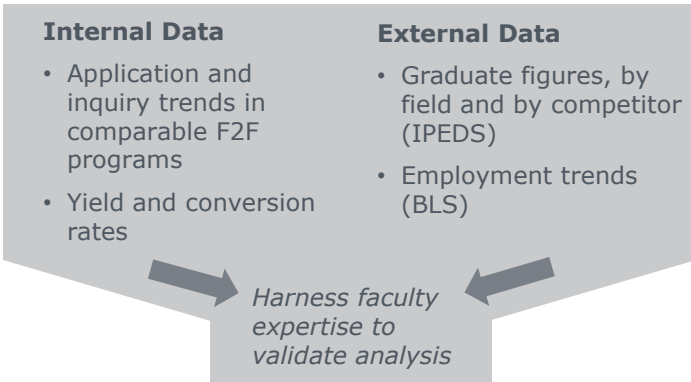 Internal Data
• Application and
inquiry trends in
comparable F2F
programs
• Yield and conversion
rates
External Data
• Graduate figures, by
field and by competitor
(IPEDS)
• Employment trends
(BLS)
Harness faculty
expertise to
validate analysis